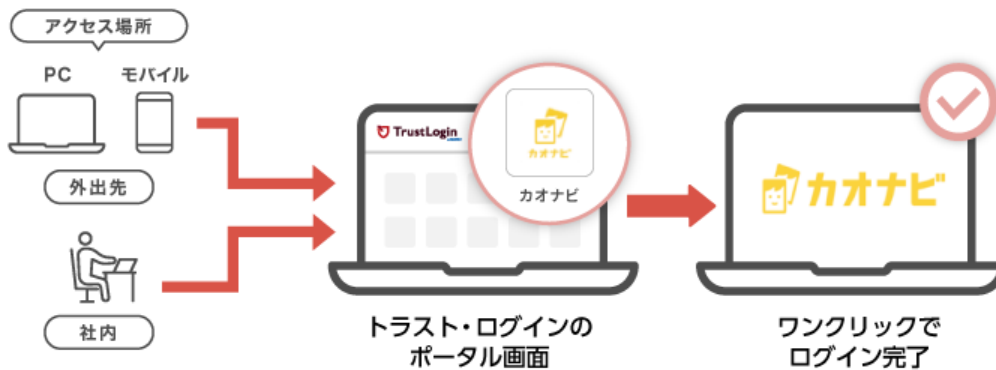 アクセス場所
PC
モバイル
外出先
社内
TrustLogin
カオナビ
カオナビ
トラスト・ログインの
ポータル画面
カオナビ
ワンクリックで
ログイン完了